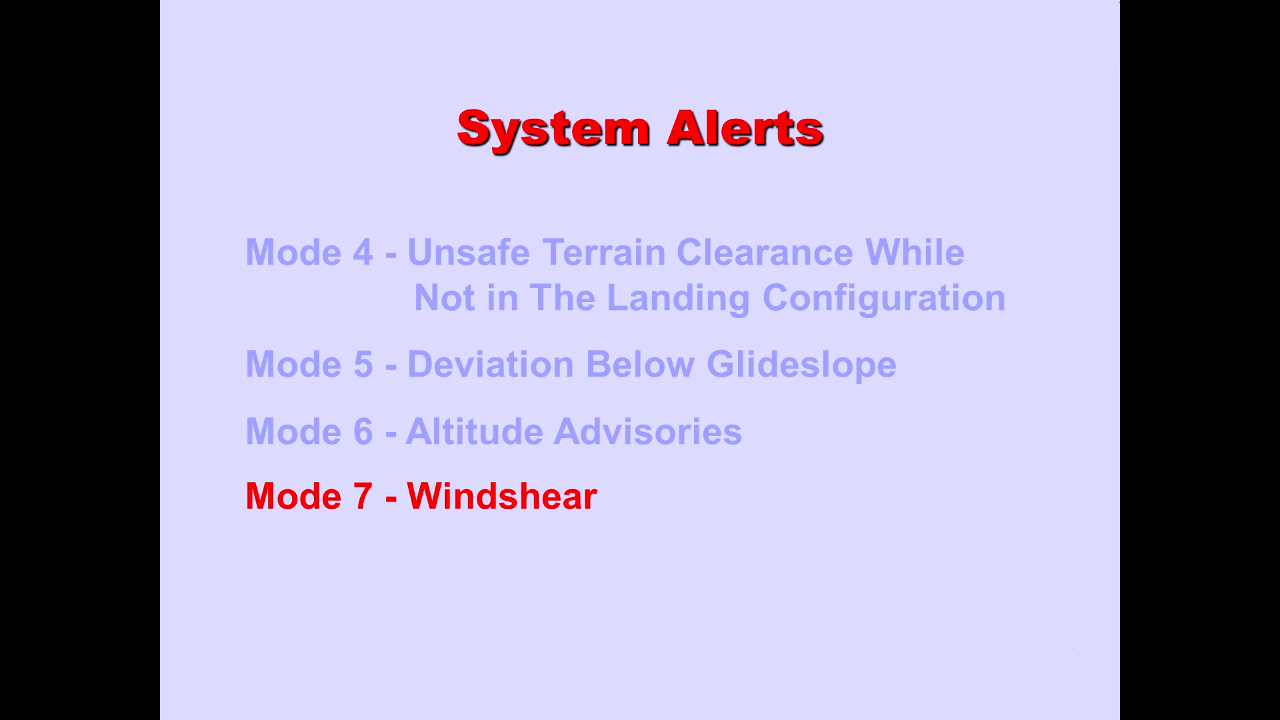 System Alerts
Mode 4 - Unsafe Terrain Clearance While
Not in The Landing Configuration
Mode 5 - Deviation Below Glideslope
Mode 6 - Altitude Advisories
Mode 7 - Windshear